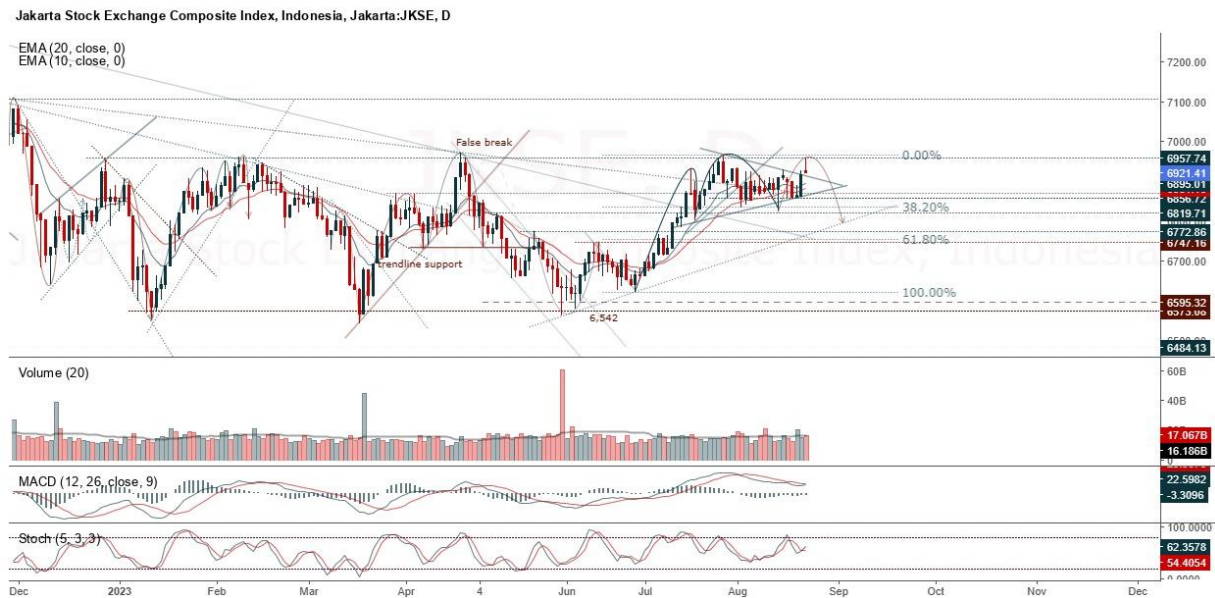 Jakarta Stock Exchange Composite Index, Indonesia, Jakarta:JKSE, D
EMA (20, close, 0)
EMA (10, close, 0)
7200.00
7100.00
7000.00
False break
0.00%
6957.74
6921.41
6895.01
6856.72
38.20%
6819.71
6772.86
61.80%
6747.16
trendline support
6700.00
100.00%
6595.32
6573.08
6,542
6484.13
Volume (20)
60B
40B
17.067B
16.186B
0
MACD (12, 26, close, 9)
22.5982
-3.3096
Stoch (5, 3, 3)
100.0000
62.3578
54.4054
0.0000
Dec 2023 Feb Mar Apr 4 Jun Jul Aug Sep Oct Nov Dec